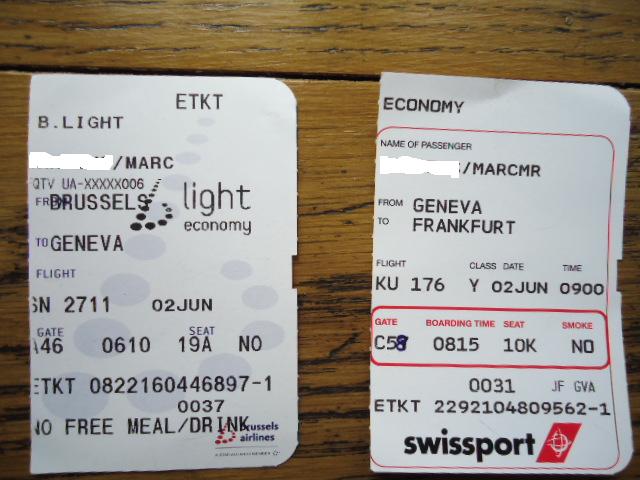 ETKT
B.LIGHT
/MARC
QTV UA-XXXXX006
FROM BRUSSELS
b light
economy
TO GENEVA
FLIGHT
SN 2711 02JUN
GATE SEAT
A46 0610 19A NO
ETKT 0822160446897-1
0037
NO FREE MEAL/DRINK
brussels
airlines
ECONOMY
NAME OF PASSENGER
/MARCMR
FROM GENEVA
TO FRANKFURT
FLIGHT CLASS DATE TIME
KU 176 Y 02JUN 0900
GATE BOARDING TIME SEAT SMOKE
C58 0815 10K NO
0031 JF GVA
ETKT 2292104809562-1
swissport